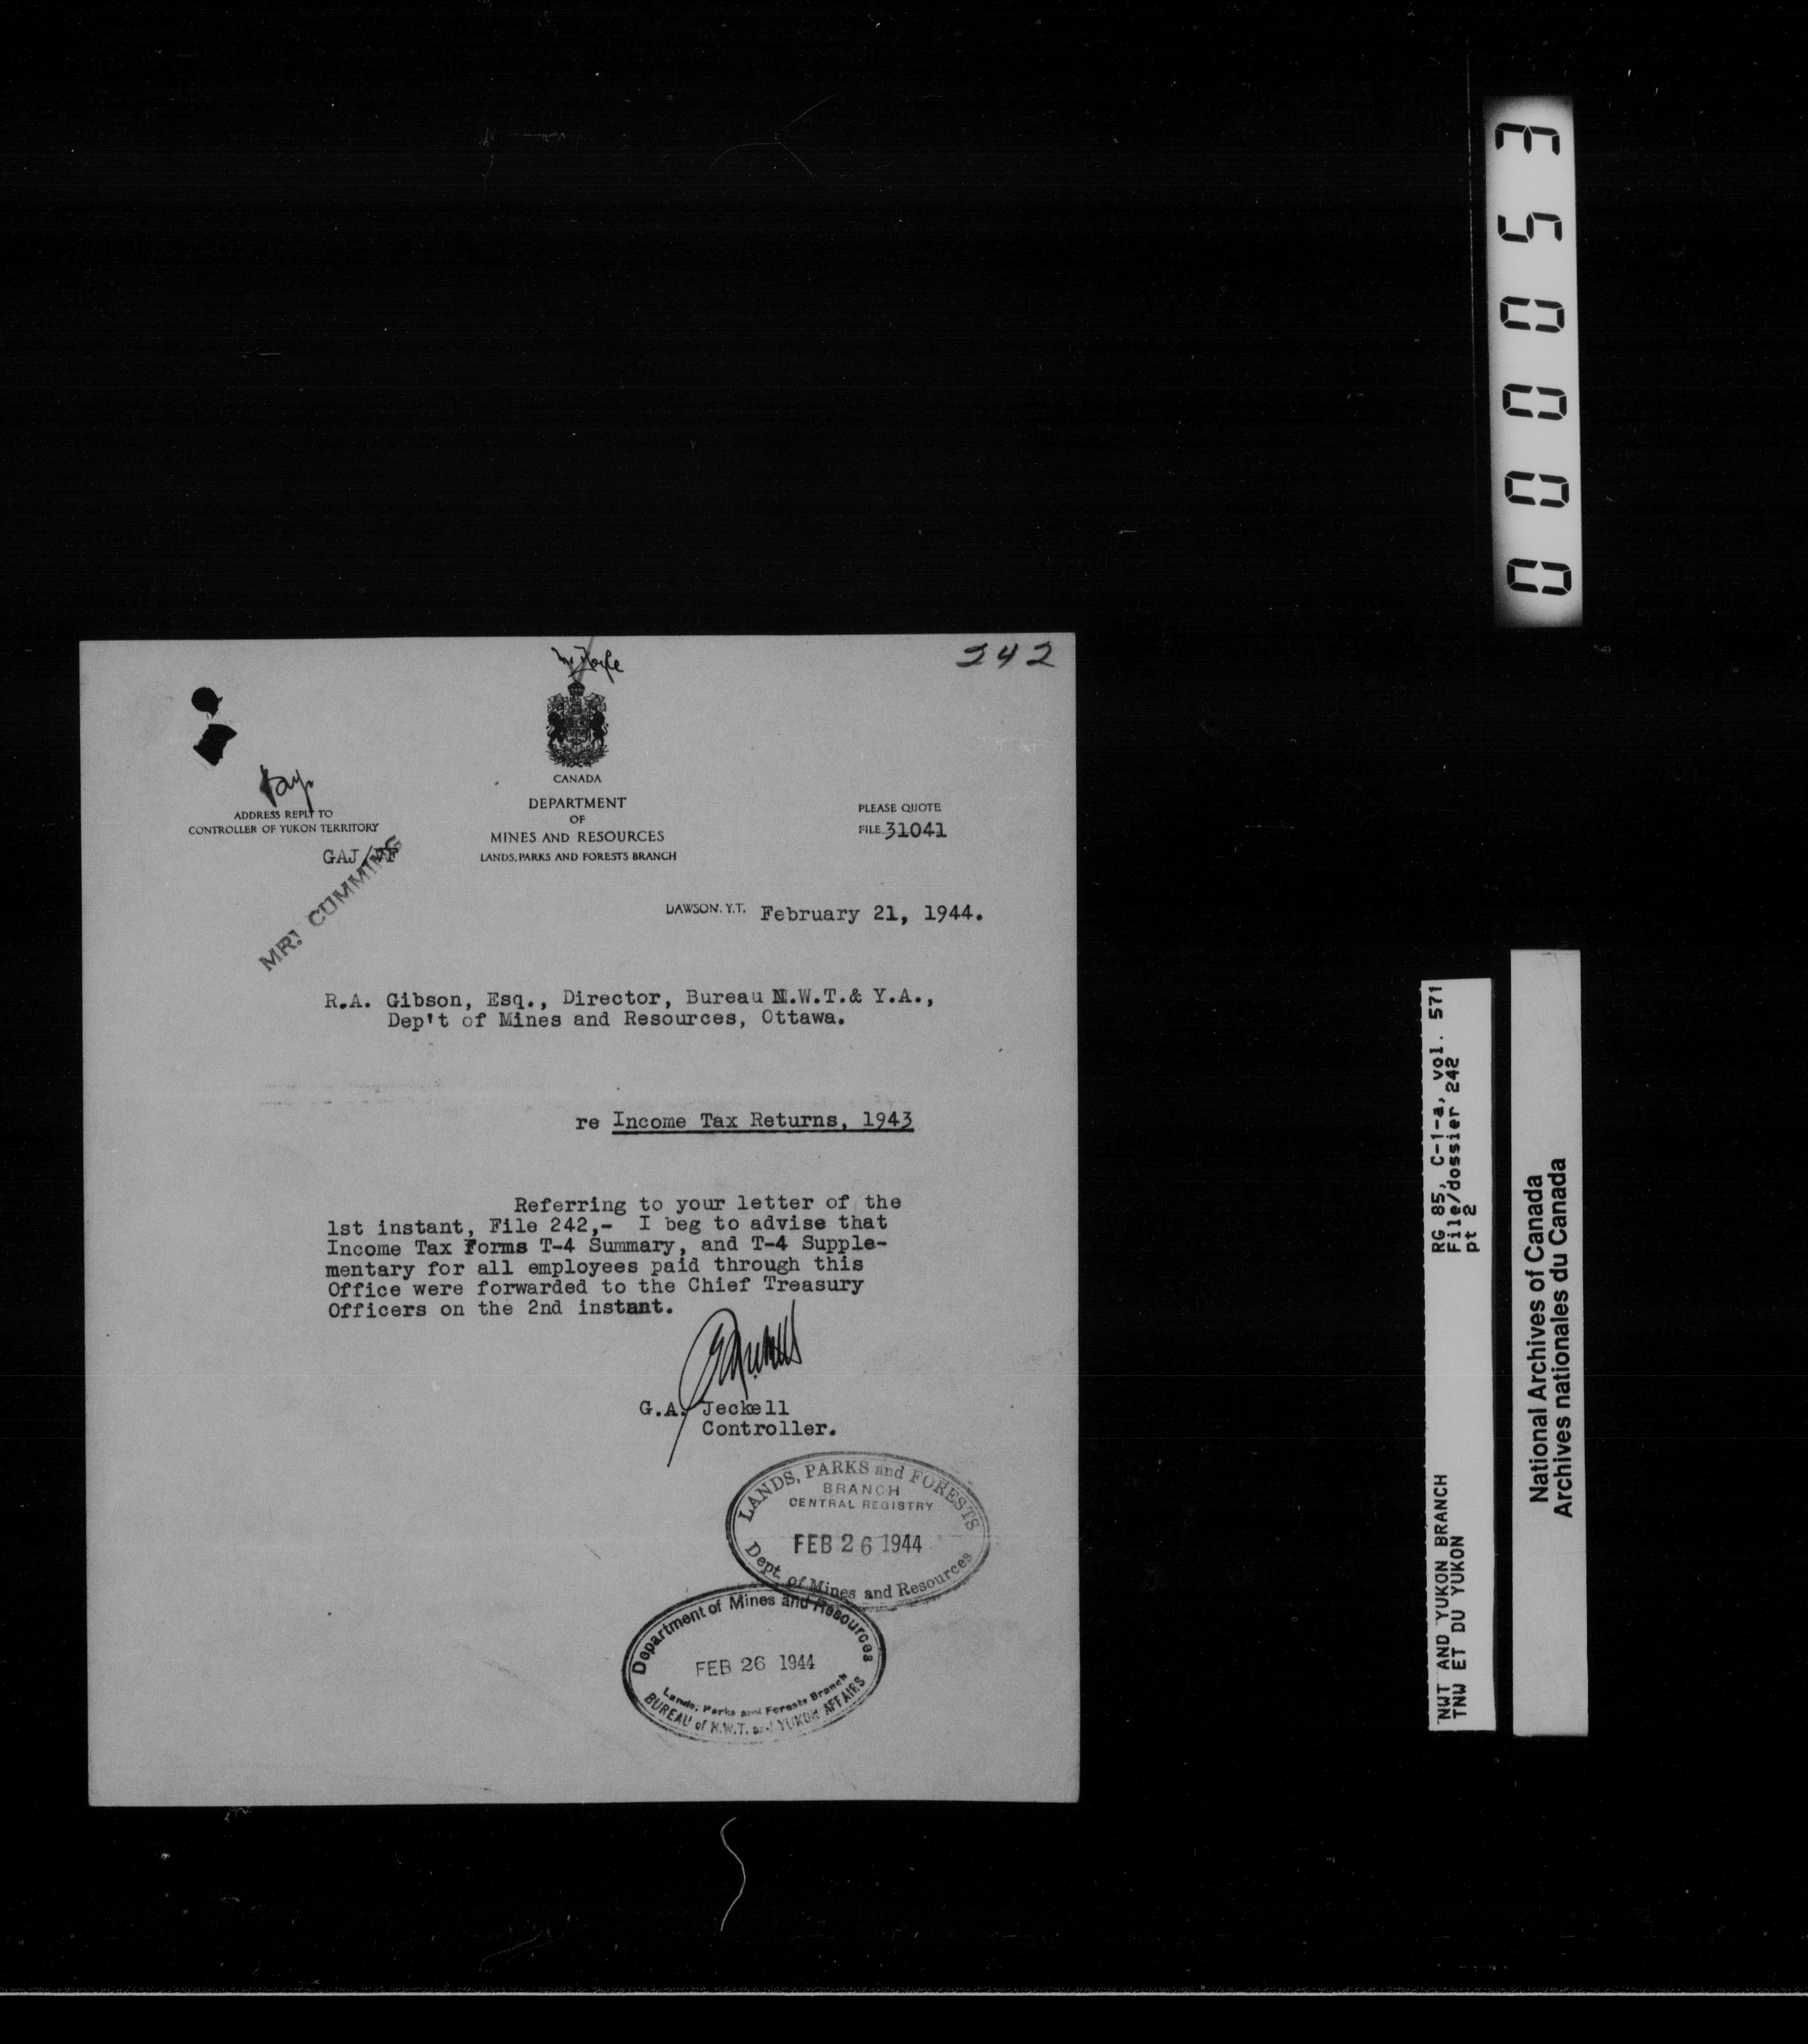 242
CANADA
DEPARTMENT
OF
MINES AND RESOURCES
LANDS, PARKS AND FORESTS BRANCH
ADDRESS REPLY TO
CONTROLLER OF YUKON TERRITORY
GAJ/FF
MR. CUMMING
PLEASE QUOTE
FILE 31041
DAWSON, Y.T. February 21, 1944.
R.A. Gibson, Esq., Director, Bureau N.W.T.& Y.A.,
Dep't of Mines and Resources, Ottawa.
re Income Tax Returns, 1943
Referring to your letter of the
1st instant, File 242,- I beg to advise that
Income Tax Forms T-4 Summary, and T-4 Supple-
mentary for all employees paid through this
Office were forwarded to the Chief Treasury
Officers on the 2nd instant.
G.A. Jeckell
Controller.
LANDS, PARKS and FORESTS
BRANCH
CENTRAL REGISTRY
FEB 26 1944
Dept. of Mines and Resources
Department of Mines and Resources
FEB 26 1944
Lands, Parks and Forests Branch
BUREAU of N.W.T. and YUKON AFFAIRS
000053
RG 85, C-1-a, vol. 571
File/dossier 242
pt 2
NWT AND YUKON BRANCH
TNW ET DU YUKON
National Archives of Canada
Archives nationales du Canada